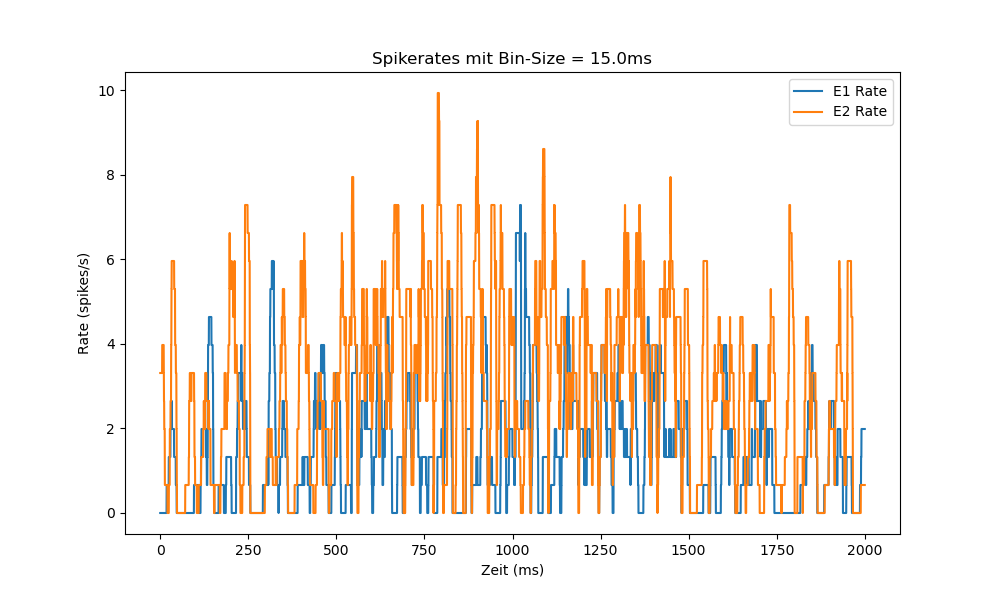 Spikerates mit Bin-Size = 15.0ms
E1 Rate
E2 Rate
Rate (spikes/s)
10
8
6
4
2
0
0 250 500 750 1000 1250 1500 1750 2000
Zeit (ms)